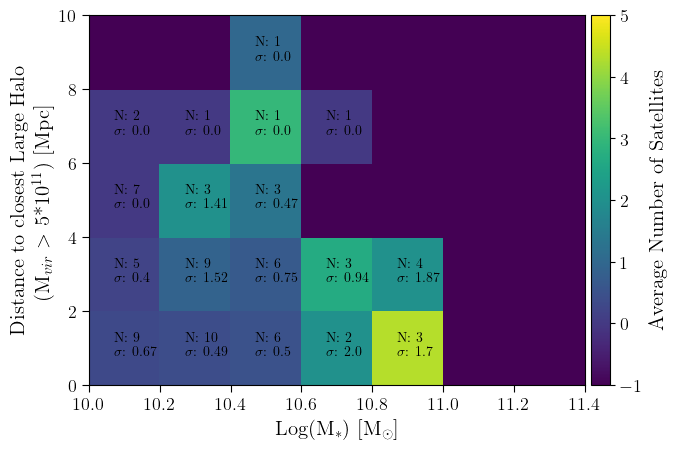 10
8
6
4
2
0
Distance to closest Large Halo
(M_{vir} > 5*10^{11}) [Mpc]
N: 1
σ: 0.0
N: 2
σ: 0.0
N: 1
σ: 0.0
N: 1
σ: 0.0
N: 1
σ: 0.0
N: 7
σ: 0.0
N: 3
σ: 1.41
N: 3
σ: 0.47
N: 5
σ: 0.4
N: 9
σ: 1.52
N: 6
σ: 0.75
N: 3
σ: 0.94
N: 4
σ: 1.87
N: 9
σ: 0.67
N: 10
σ: 0.49
N: 6
σ: 0.5
N: 2
σ: 2.0
N: 3
σ: 1.7
10.0 10.2 10.4 10.6 10.8 11.0 11.2 11.4
Log(M_*) [M_⊙]
5
4
3
2
1
0
−1
Average Number of Satellites